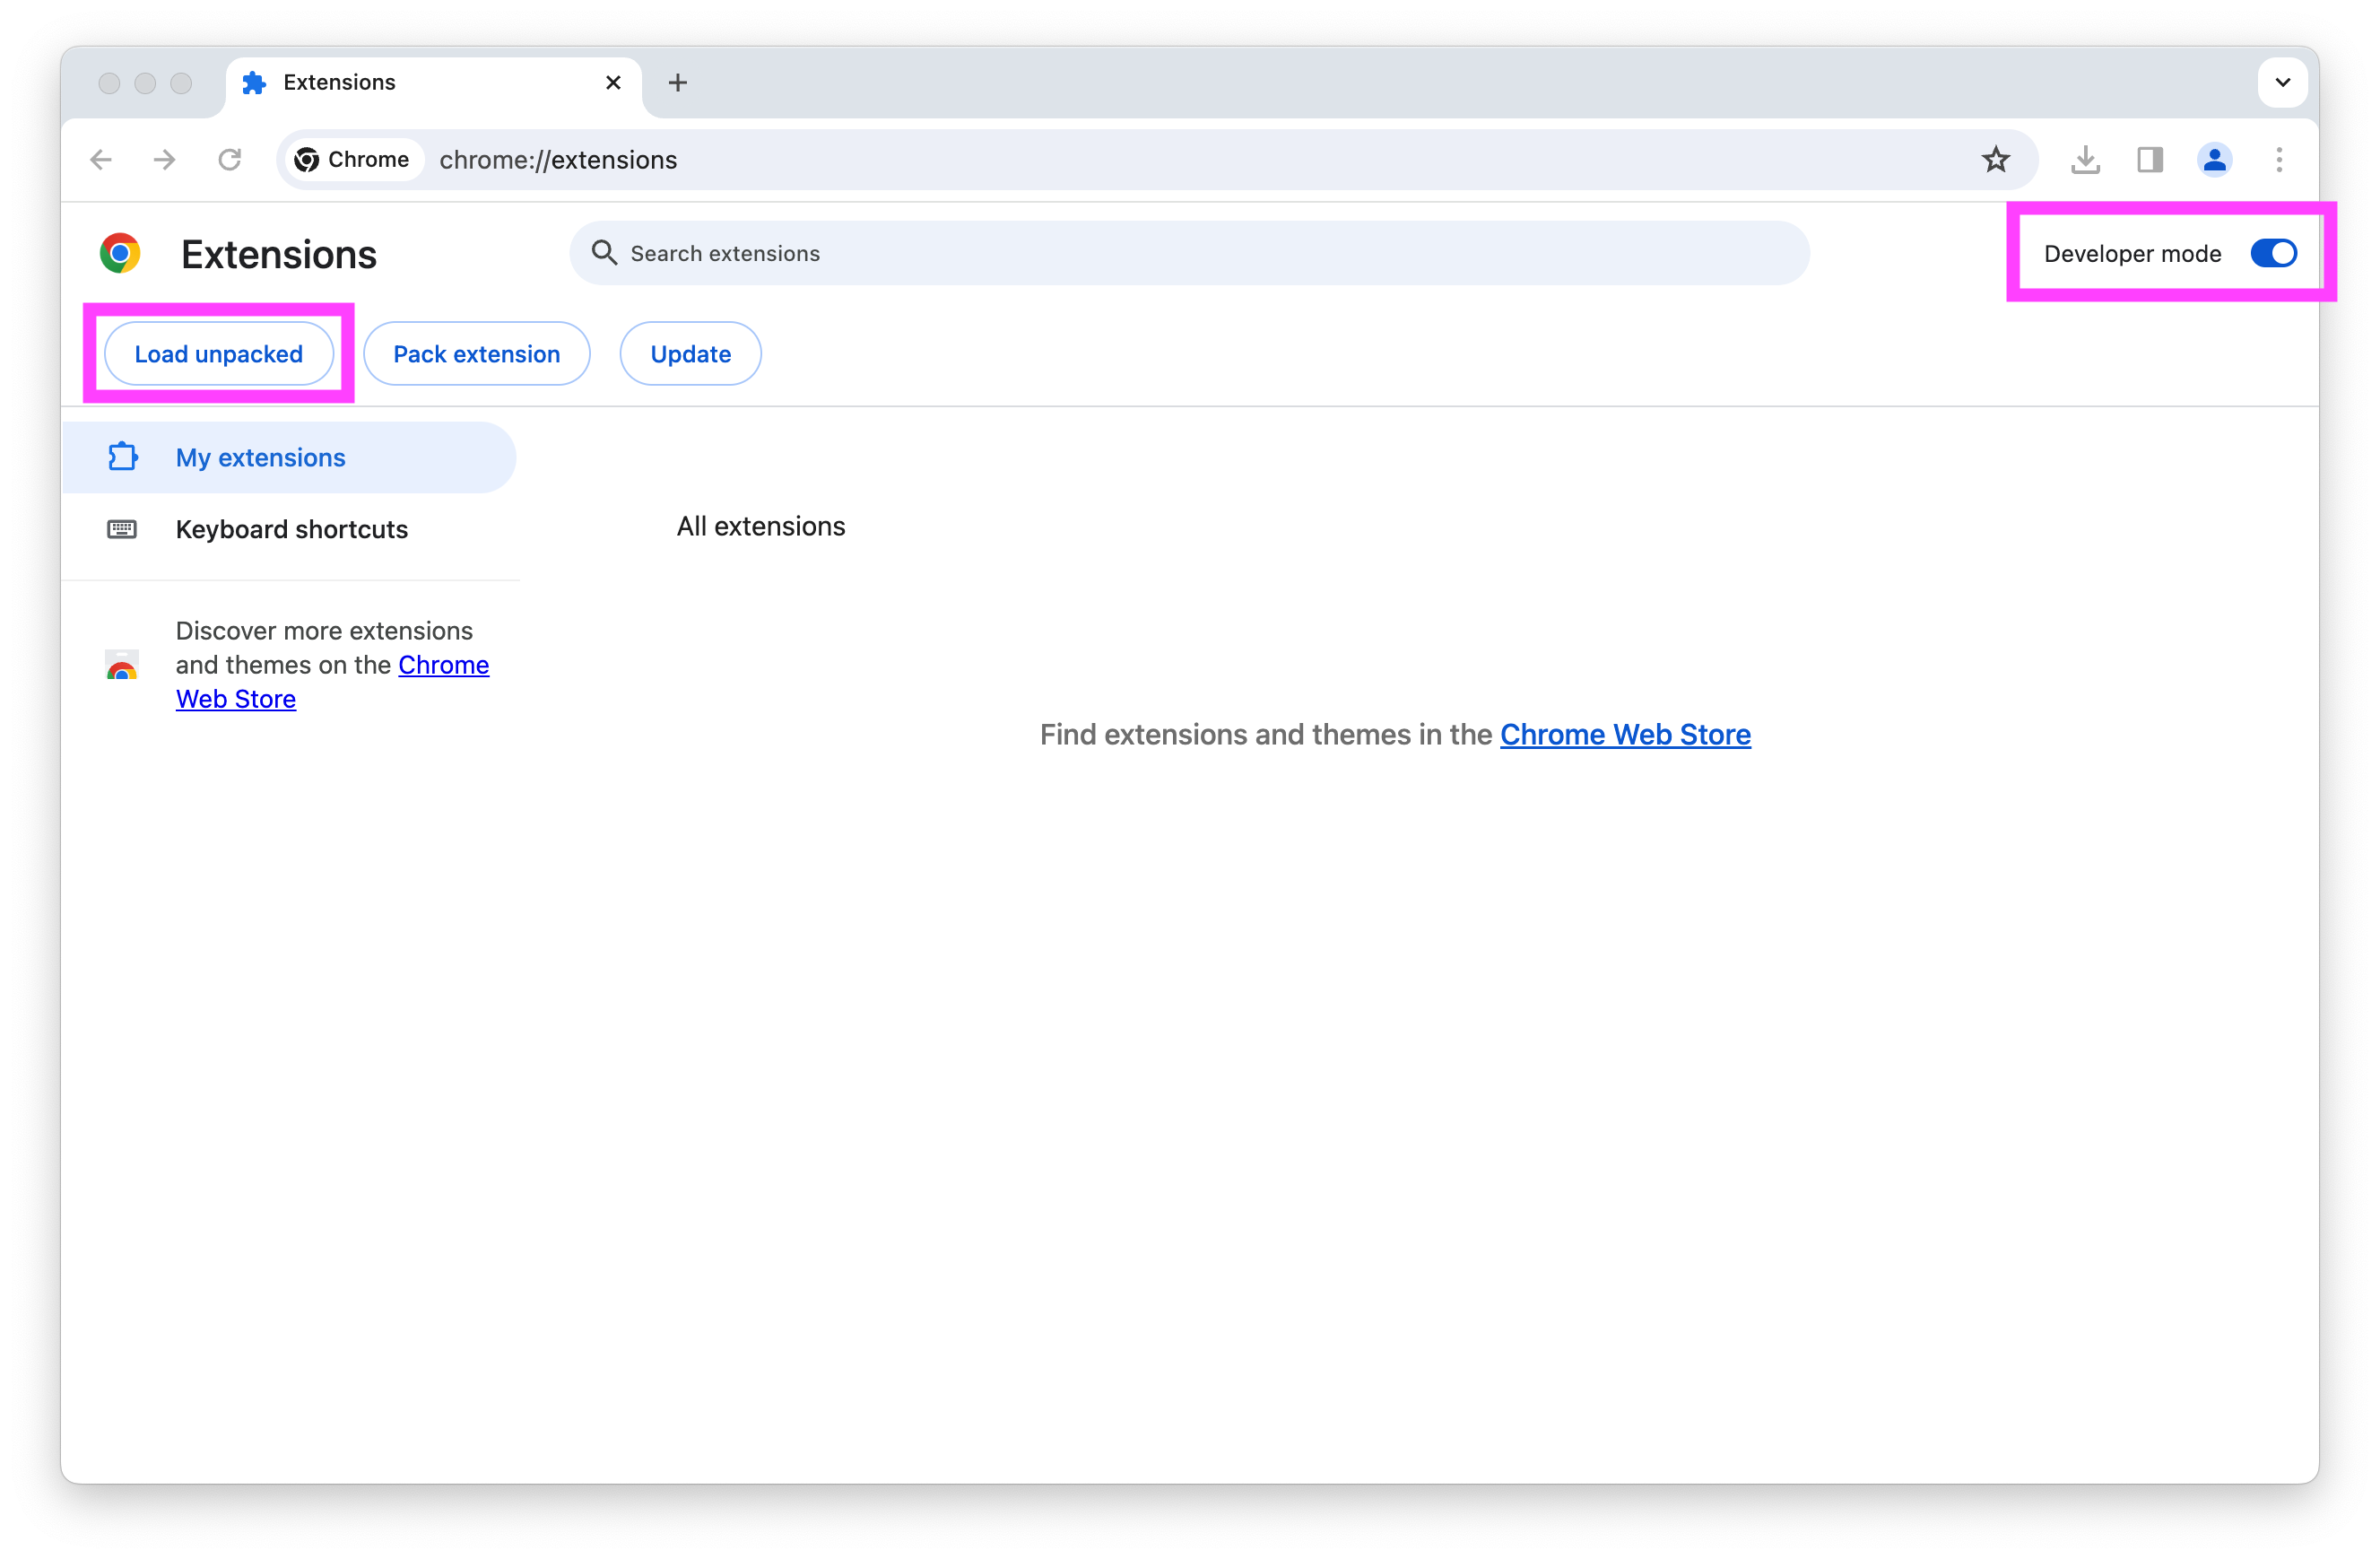 Extensions
Chrome
chrome://extensions
Extensions
Search extensions
Developer mode
Load unpacked
Pack extension
Update
My extensions
Keyboard shortcuts
Discover more extensions
and themes on the Chrome
Web Store
All extensions
Find extensions and themes in the Chrome Web Store